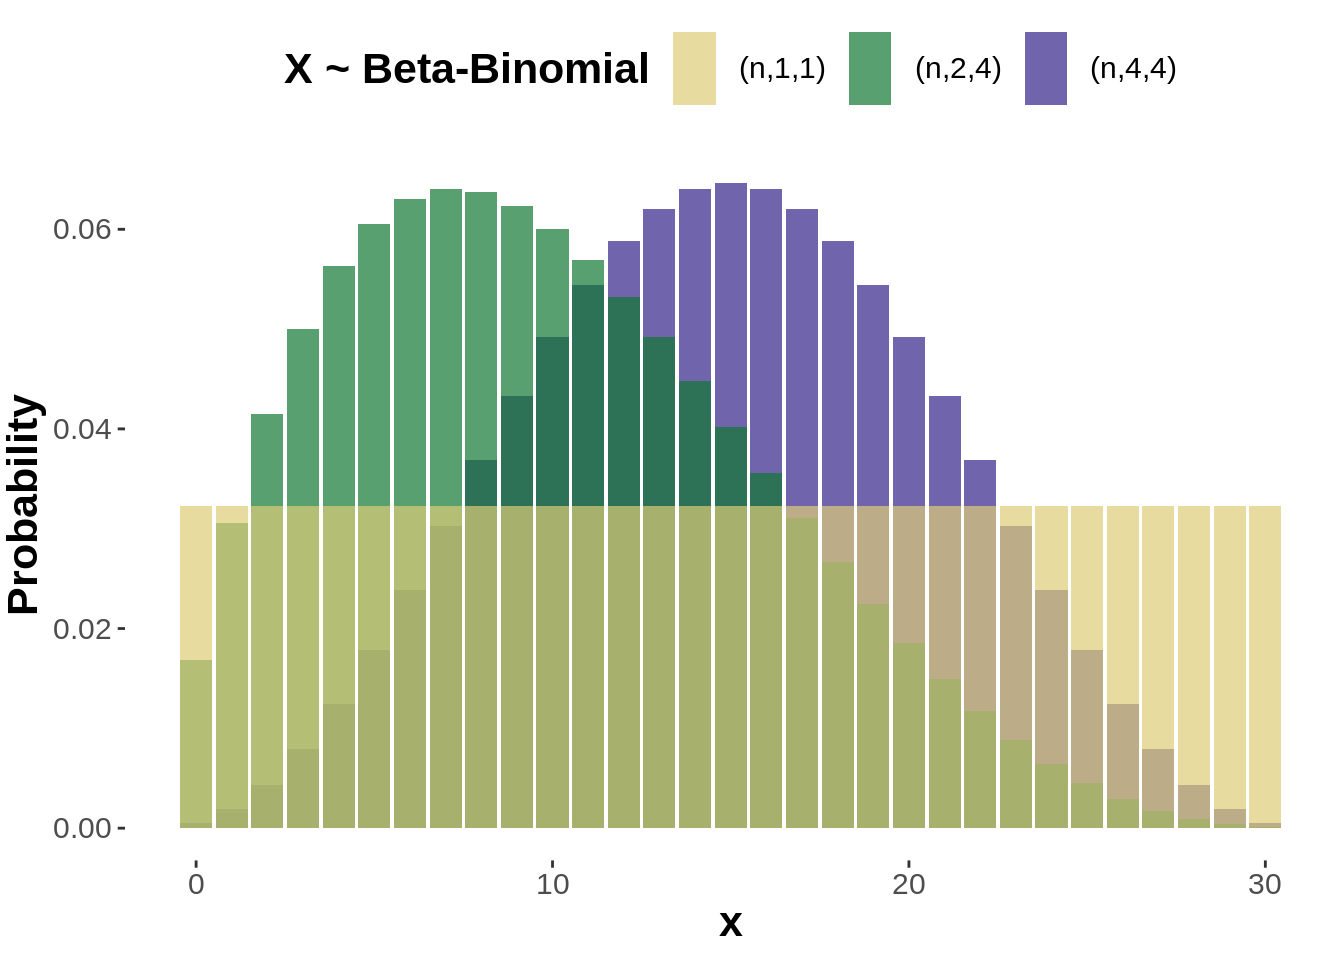 X ~ Beta-Binomial (n,1,1) (n,2,4) (n,4,4)
0.06
0.04
0.02
0.00
Probability
0 10 20 30
x